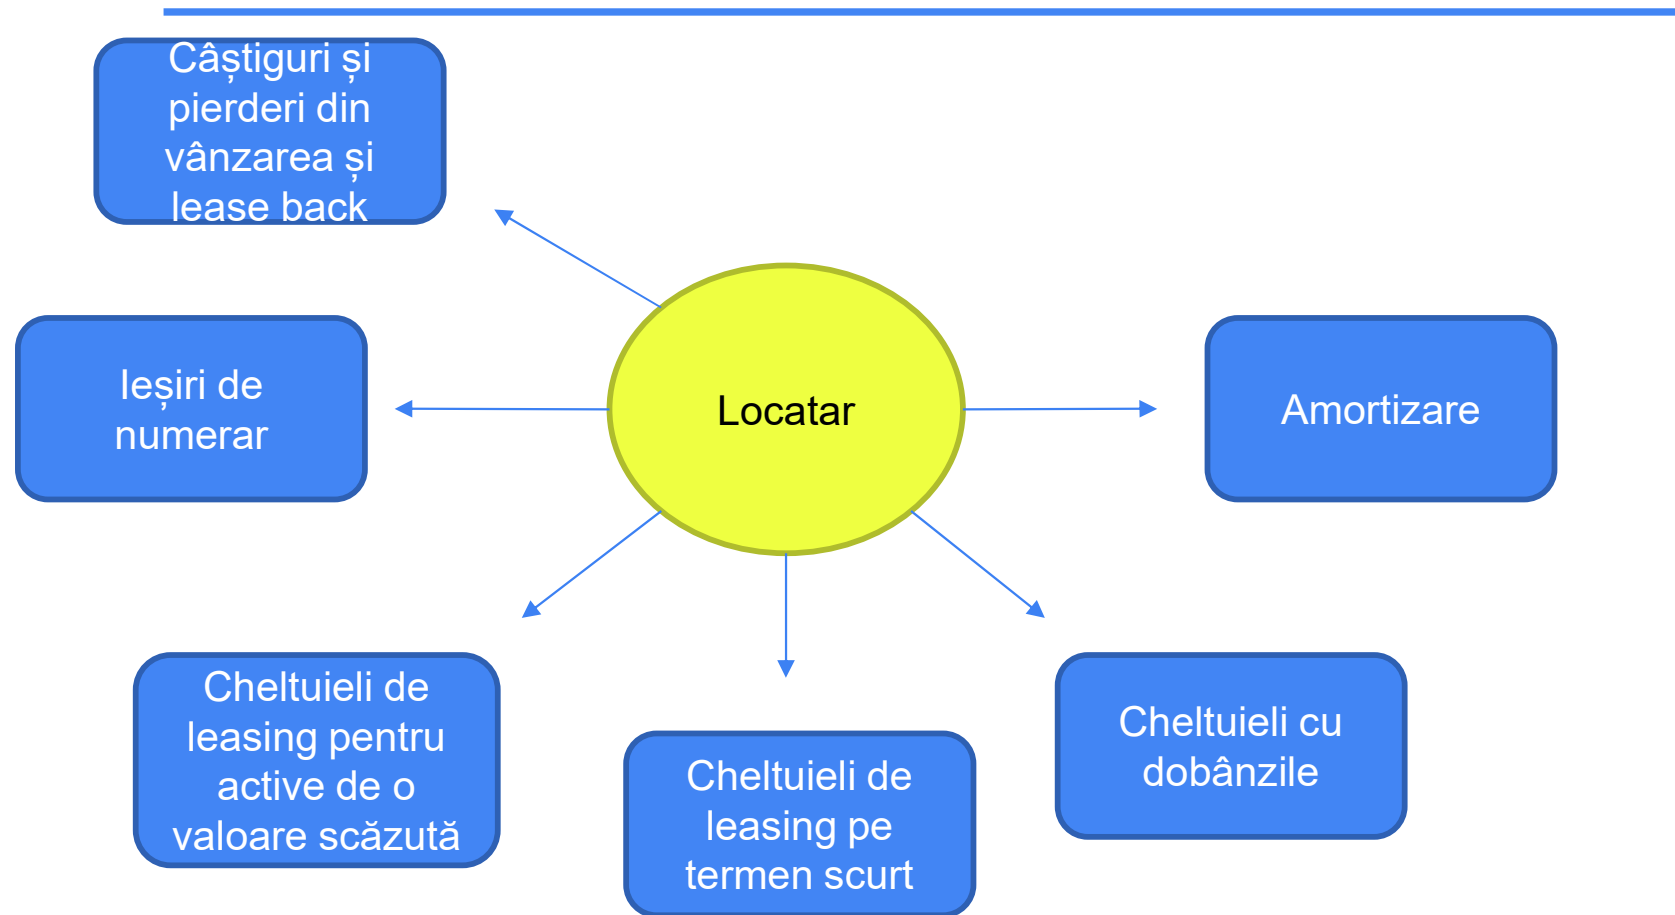 Câștiguri și
pierderi din
vânzarea și
lease back
Ieșiri de
numerar
Locatar
Amortizare
Cheltuieli de
leasing pentru
active de o
valoare scăzută
Cheltuieli de
leasing pe
termen scurt
Cheltuieli cu
dobânzile